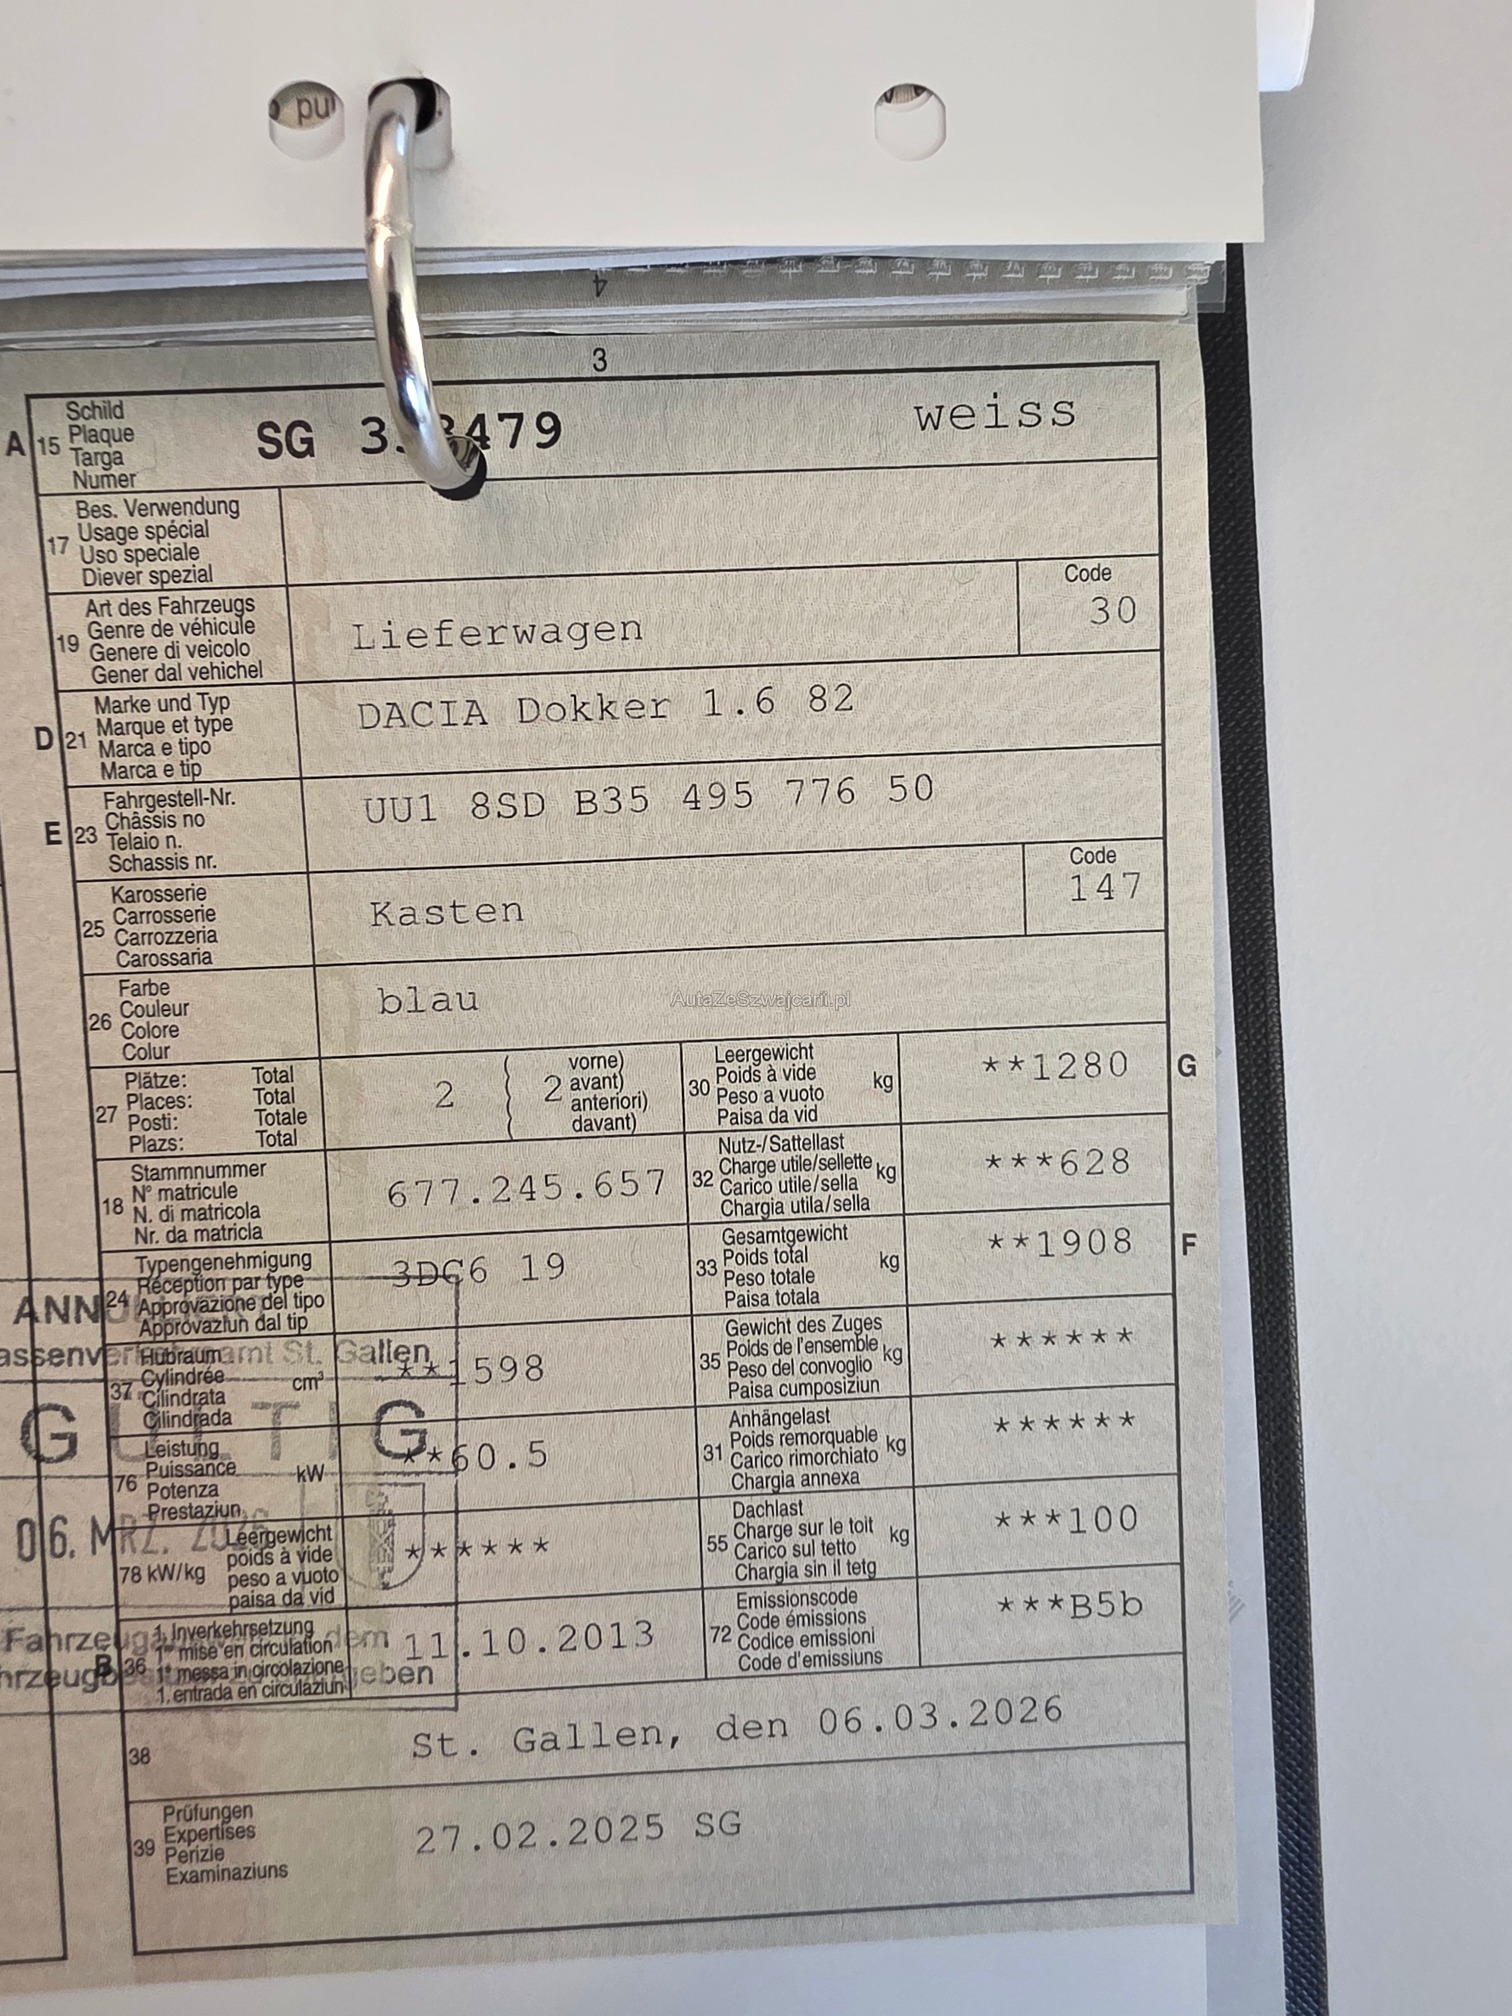 pu
4
3
A 15 Schild
Plaque
Targa
Numer
SG 3 479
weiss
17 Bes. Verwendung
Usage spécial
Uso speciale
Diever spezial
19 Art des Fahrzeugs
Genre de véhicule
Genere di veicolo
Gener dal vehichel
Lieferwagen
Code
30
D 21 Marke und Typ
Marque et type
Marca e tipo
Marca e tip
DACIA Dokker 1.6 82
E 23 Fahrgestell-Nr.
Châssis no
Telaio n.
Schassis nr.
UU1 8SD B35 495 776 50
25 Karosserie
Carrosserie
Carrozzeria
Carossaria
Kasten
Code
147
26 Farbe
Couleur
Colore
Colur
blau
AutaZeSzwajcarii.pl
27 Plätze: Total
Places: Total
Posti: Totale
Plazs: Total
2
2 vorne)
avant)
anteriori)
davant)
30 Leergewicht
Poids à vide
Peso a vuoto
Paisa da vid
kg
**1280
G
18 Stammnummer
N° matricule
N. di matricola
Nr. da matricla
677.245.657
32 Nutz-/Sattellast
Charge utile/sellette
Carico utile/sella
Chargia utila/sella
kg
***628
24 Typengenehmigung
Réception par type
Approvazione del tipo
Approvaziun dal tip
3DC6 19
33 Gesamtgewicht
Poids total
Peso totale
Paisa totala
kg
**1908
F
37 Hubraum
Cylindrée
Cilindrata
Cilindrada
cm³
**1598
35 Gewicht des Zuges
Poids de l'ensemble
Peso del convoglio
Paisa cumposiziun
kg
******
76 Leistung
Puissance
Potenza
Prestaziun
kW
**60.5
31 Anhängelast
Poids remorquable
Carico rimorchiato
Chargia annexa
kg
******
78 kW/kg Leergewicht
poids à vide
peso a vuoto
paisa da vid
******
55 Dachlast
Charge sur le toit
Carico sul tetto
Chargia sin il tetg
kg
***100
B 36 1. Inverkehrsetzung
1re mise en circulation
1a messa in circolazione
1. entrada en circulaziun
11.10.2013
72 Emissionscode
Code émissions
Codice emissioni
Code d'emissiuns
***B5b
38
St. Gallen, den 06.03.2026
39 Prüfungen
Expertises
Perizie
Examinaziuns
27.02.2025 SG
St. Gallen
06. MRZ. 2026